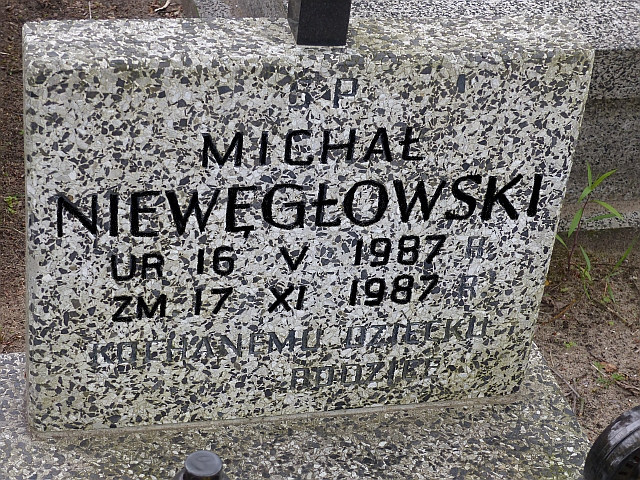 Ś P
MICHAŁ
NIEWĘGŁOWSKI
UR 16 V 1987 R
ZM 17 XI 1987 R
KOCHANEMU DZIECKU
RODZICE